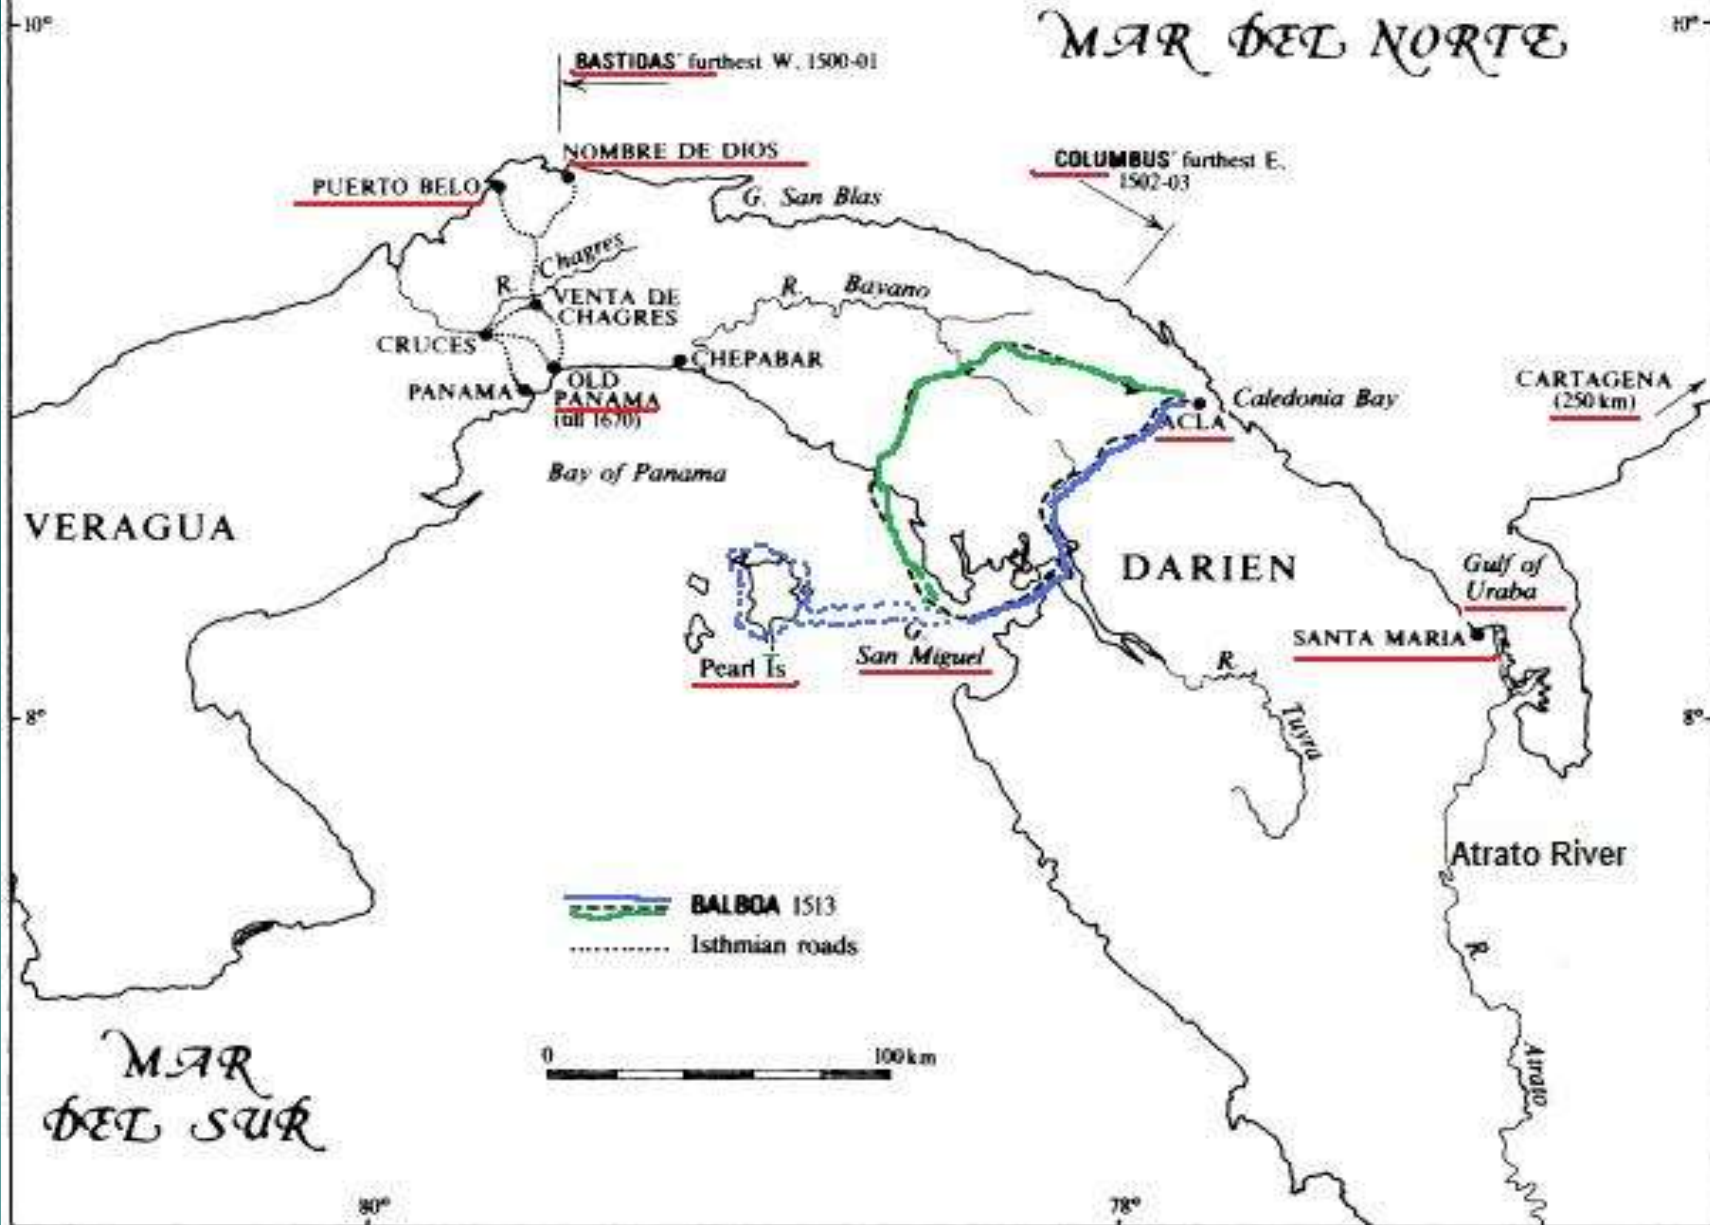 10°
10°
MAR DEL NORTE
BASTIDAS' furthest W. 1500-01
NOMBRE DE DIOS
COLUMBUS' furthest E.
1502-03
PUERTO BELO
G. San Blas
R. Chagres
R. Bayano
VENTA DE
CHAGRES
CRUCES
CHEPABAR
OLD
PANAMA
(till 1670)
PANAMA
Caledonia Bay
ACLA
CARTAGENA
(250 km)
Bay of Panama
VERAGUA
DARIEN
Gulf of
Uraba
SANTA MARIA
G.
San Miguel
Pearl Is
R.
Tuyra
8°
8°
Atrato River
BALBOA 1513
Isthmian roads
R.
Atrato
MAR
DEL SUR
0 100 km
80°
78°